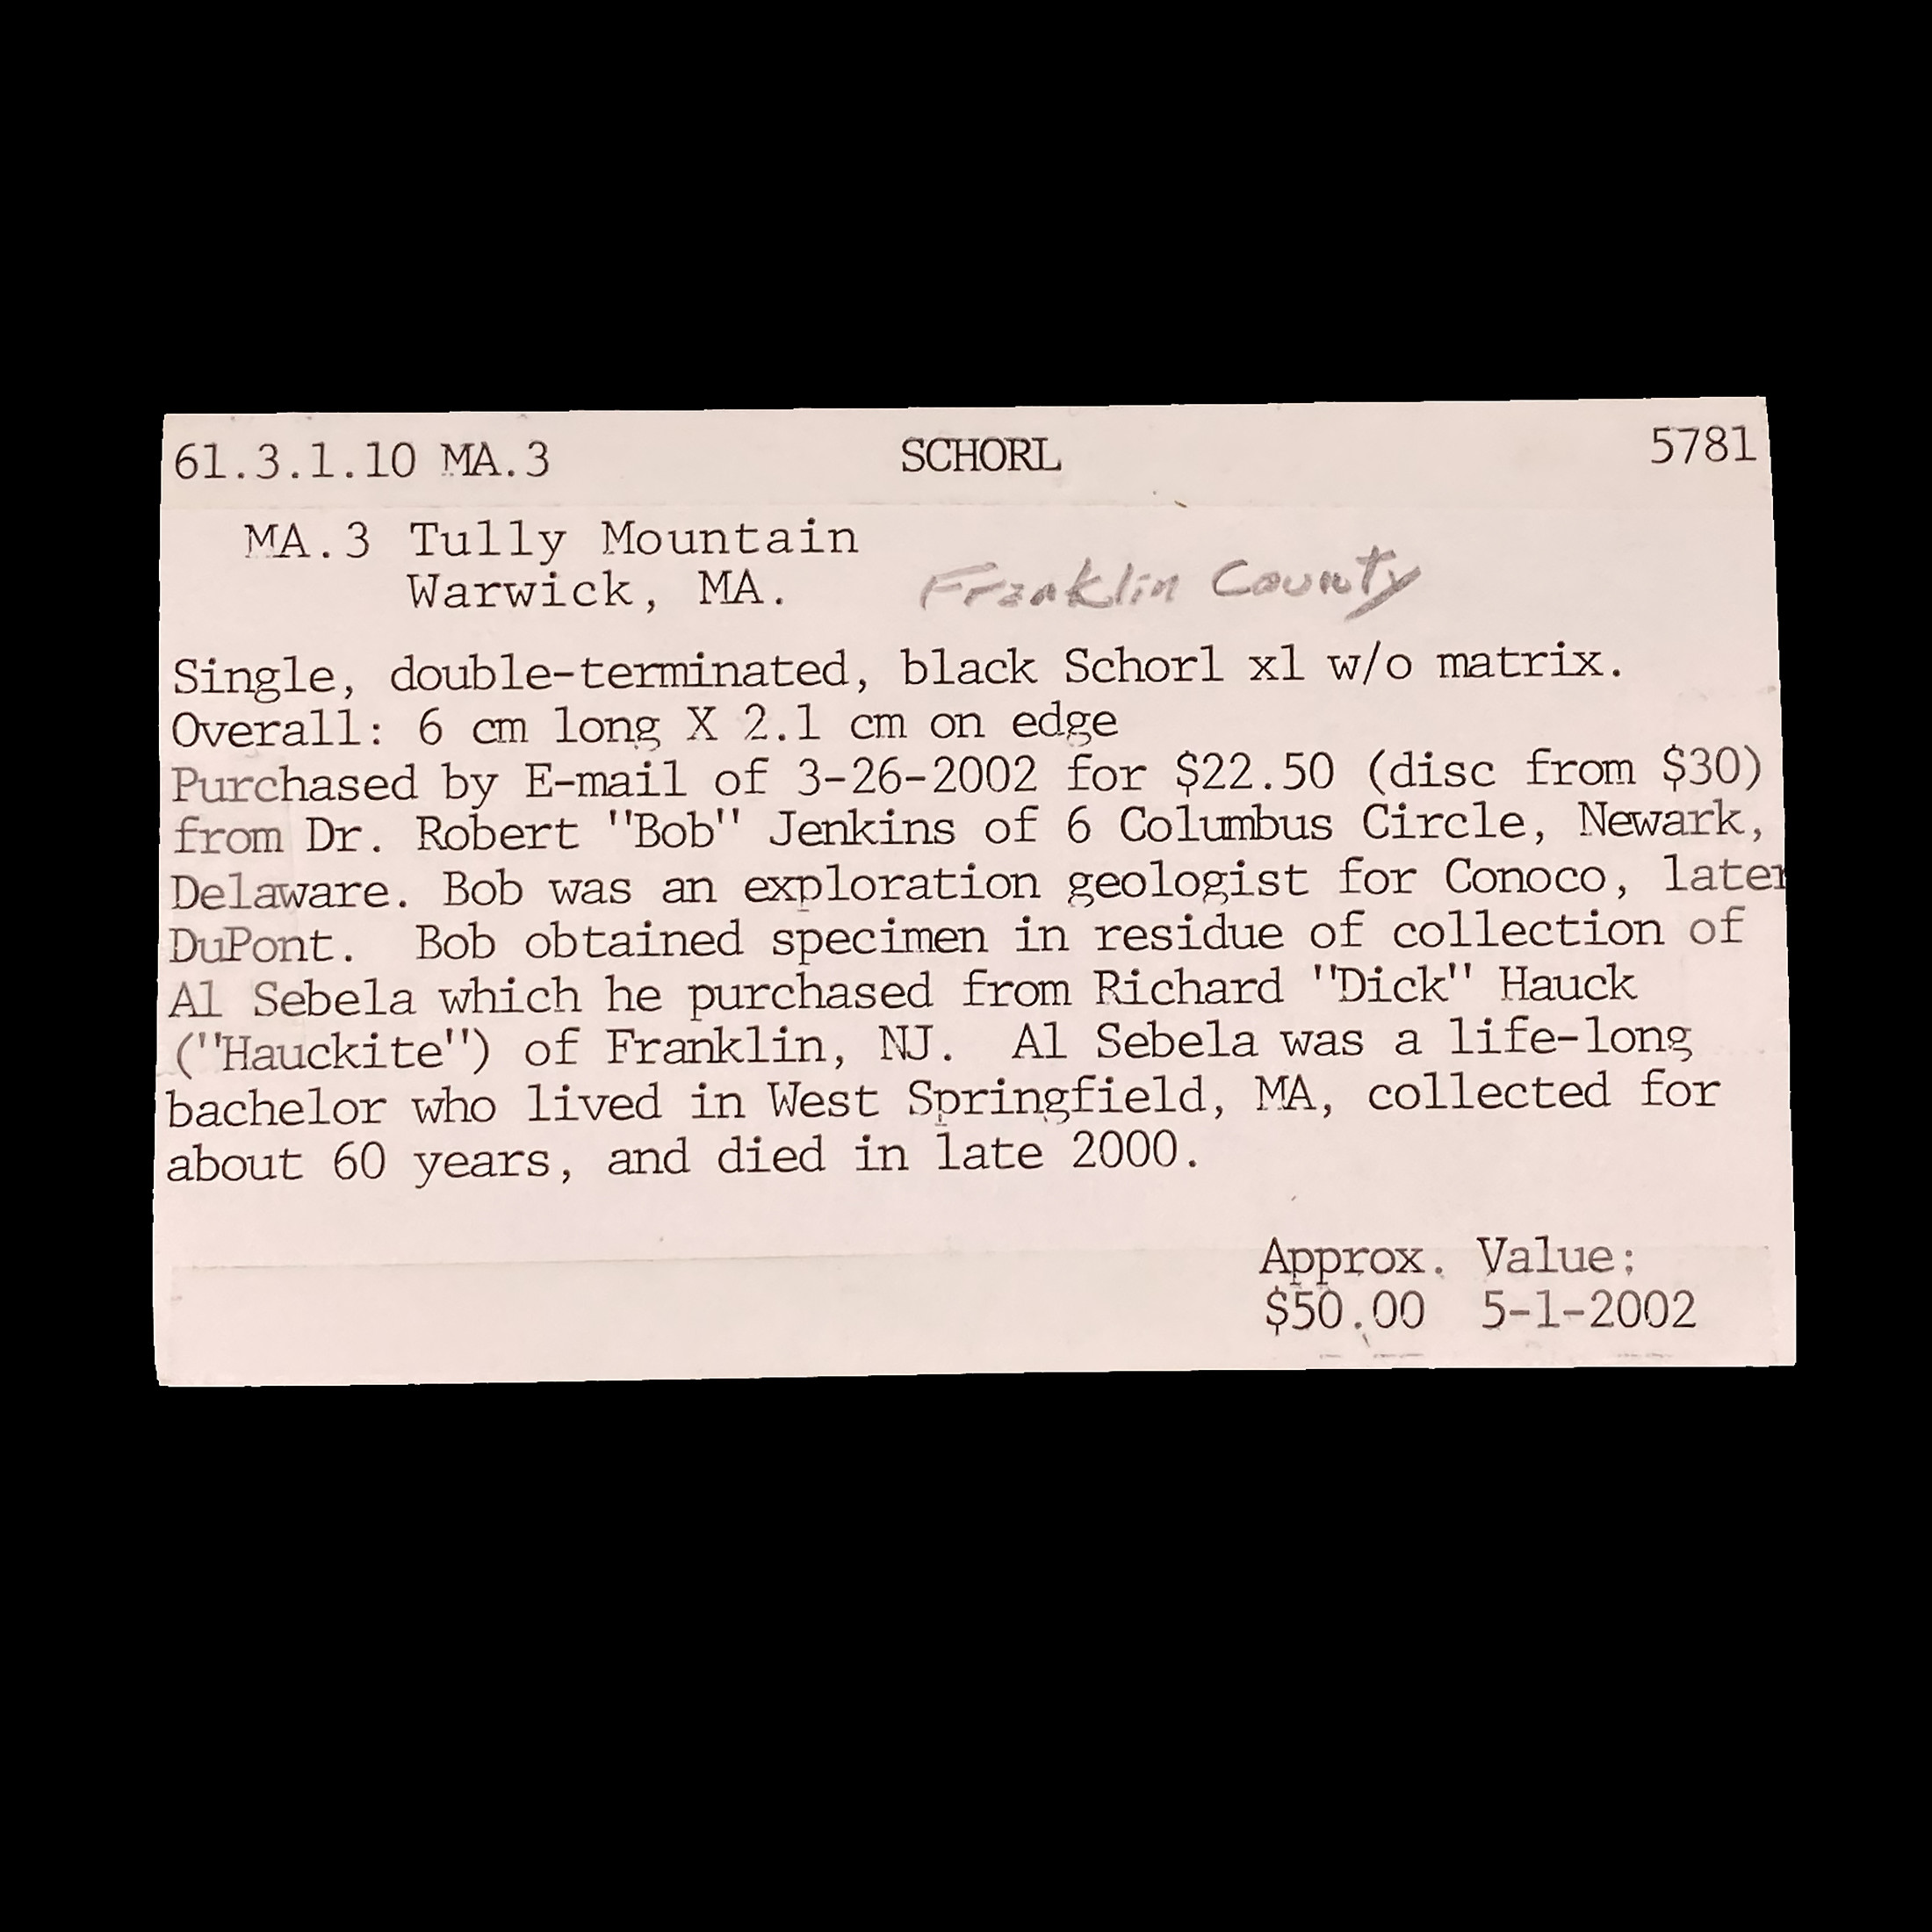 61.3.1.10 MA.3 SCHORL 5781
MA.3 Tully Mountain
Warwick, MA. Franklin County
Single, double-terminated, black Schorl xl w/o matrix.
Overall: 6 cm long X 2.1 cm on edge
Purchased by E-mail of 3-26-2002 for $22.50 (disc from $30)
from Dr. Robert "Bob" Jenkins of 6 Columbus Circle, Newark,
Delaware. Bob was an exploration geologist for Conoco, later
DuPont. Bob obtained specimen in residue of collection of
Al Sebela which he purchased from Richard "Dick" Hauck
("Hauckite") of Franklin, NJ. Al Sebela was a life-long
bachelor who lived in West Springfield, MA, collected for
about 60 years, and died in late 2000.
Approx. Value:
$50.00 5-1-2002